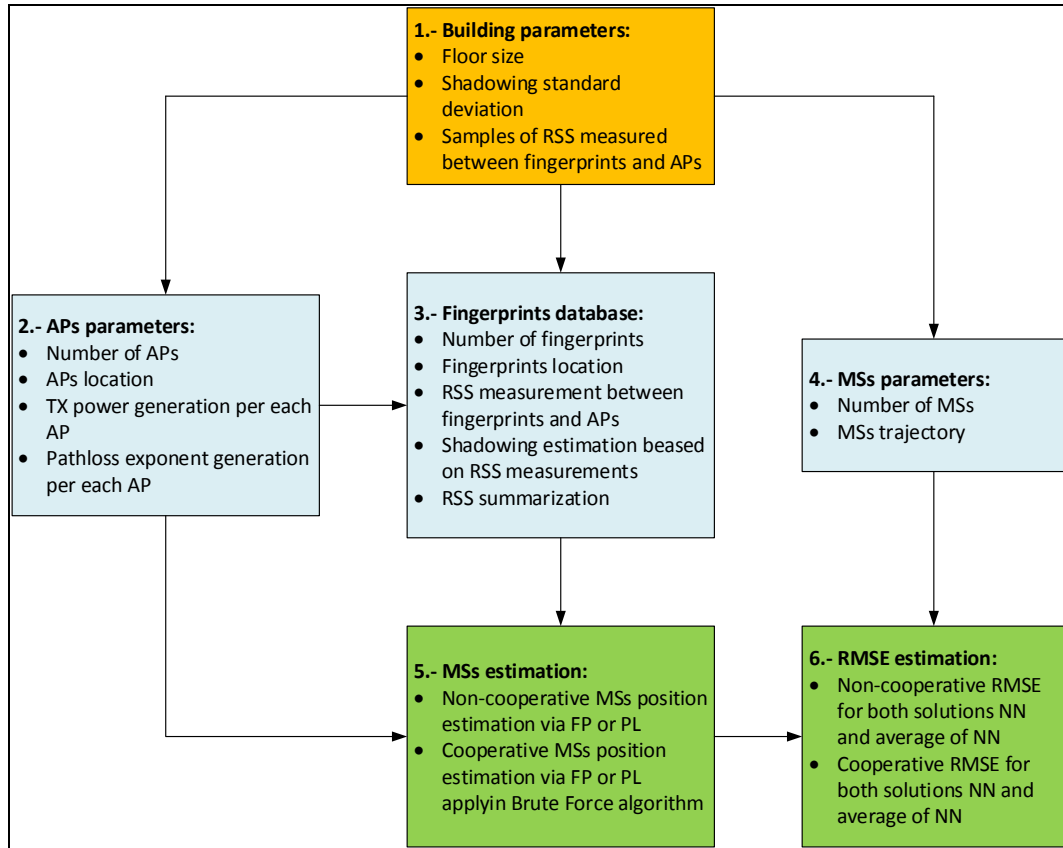 1.- Building parameters:
• Floor size
• Shadowing standard
deviation
• Samples of RSS measured
between fingerprints and APs
2.- APs parameters:
• Number of APs
• APs location
• TX power generation per each
AP
• Pathloss exponent generation
per each AP
3.- Fingerprints database:
• Number of fingerprints
• Fingerprints location
• RSS measurement between
fingerprints and APs
• Shadowing estimation beased
on RSS measurements
• RSS summarization
4.- MSs parameters:
• Number of MSs
• MSs trajectory
5.- MSs estimation:
• Non-cooperative MSs position
estimation via FP or PL
• Cooperative MSs position
estimation via FP or PL
applyin Brute Force algorithm
6.- RMSE estimation:
• Non-cooperative RMSE
for both solutions NN
and average of NN
• Cooperative RMSE for
both solutions NN and
average of NN